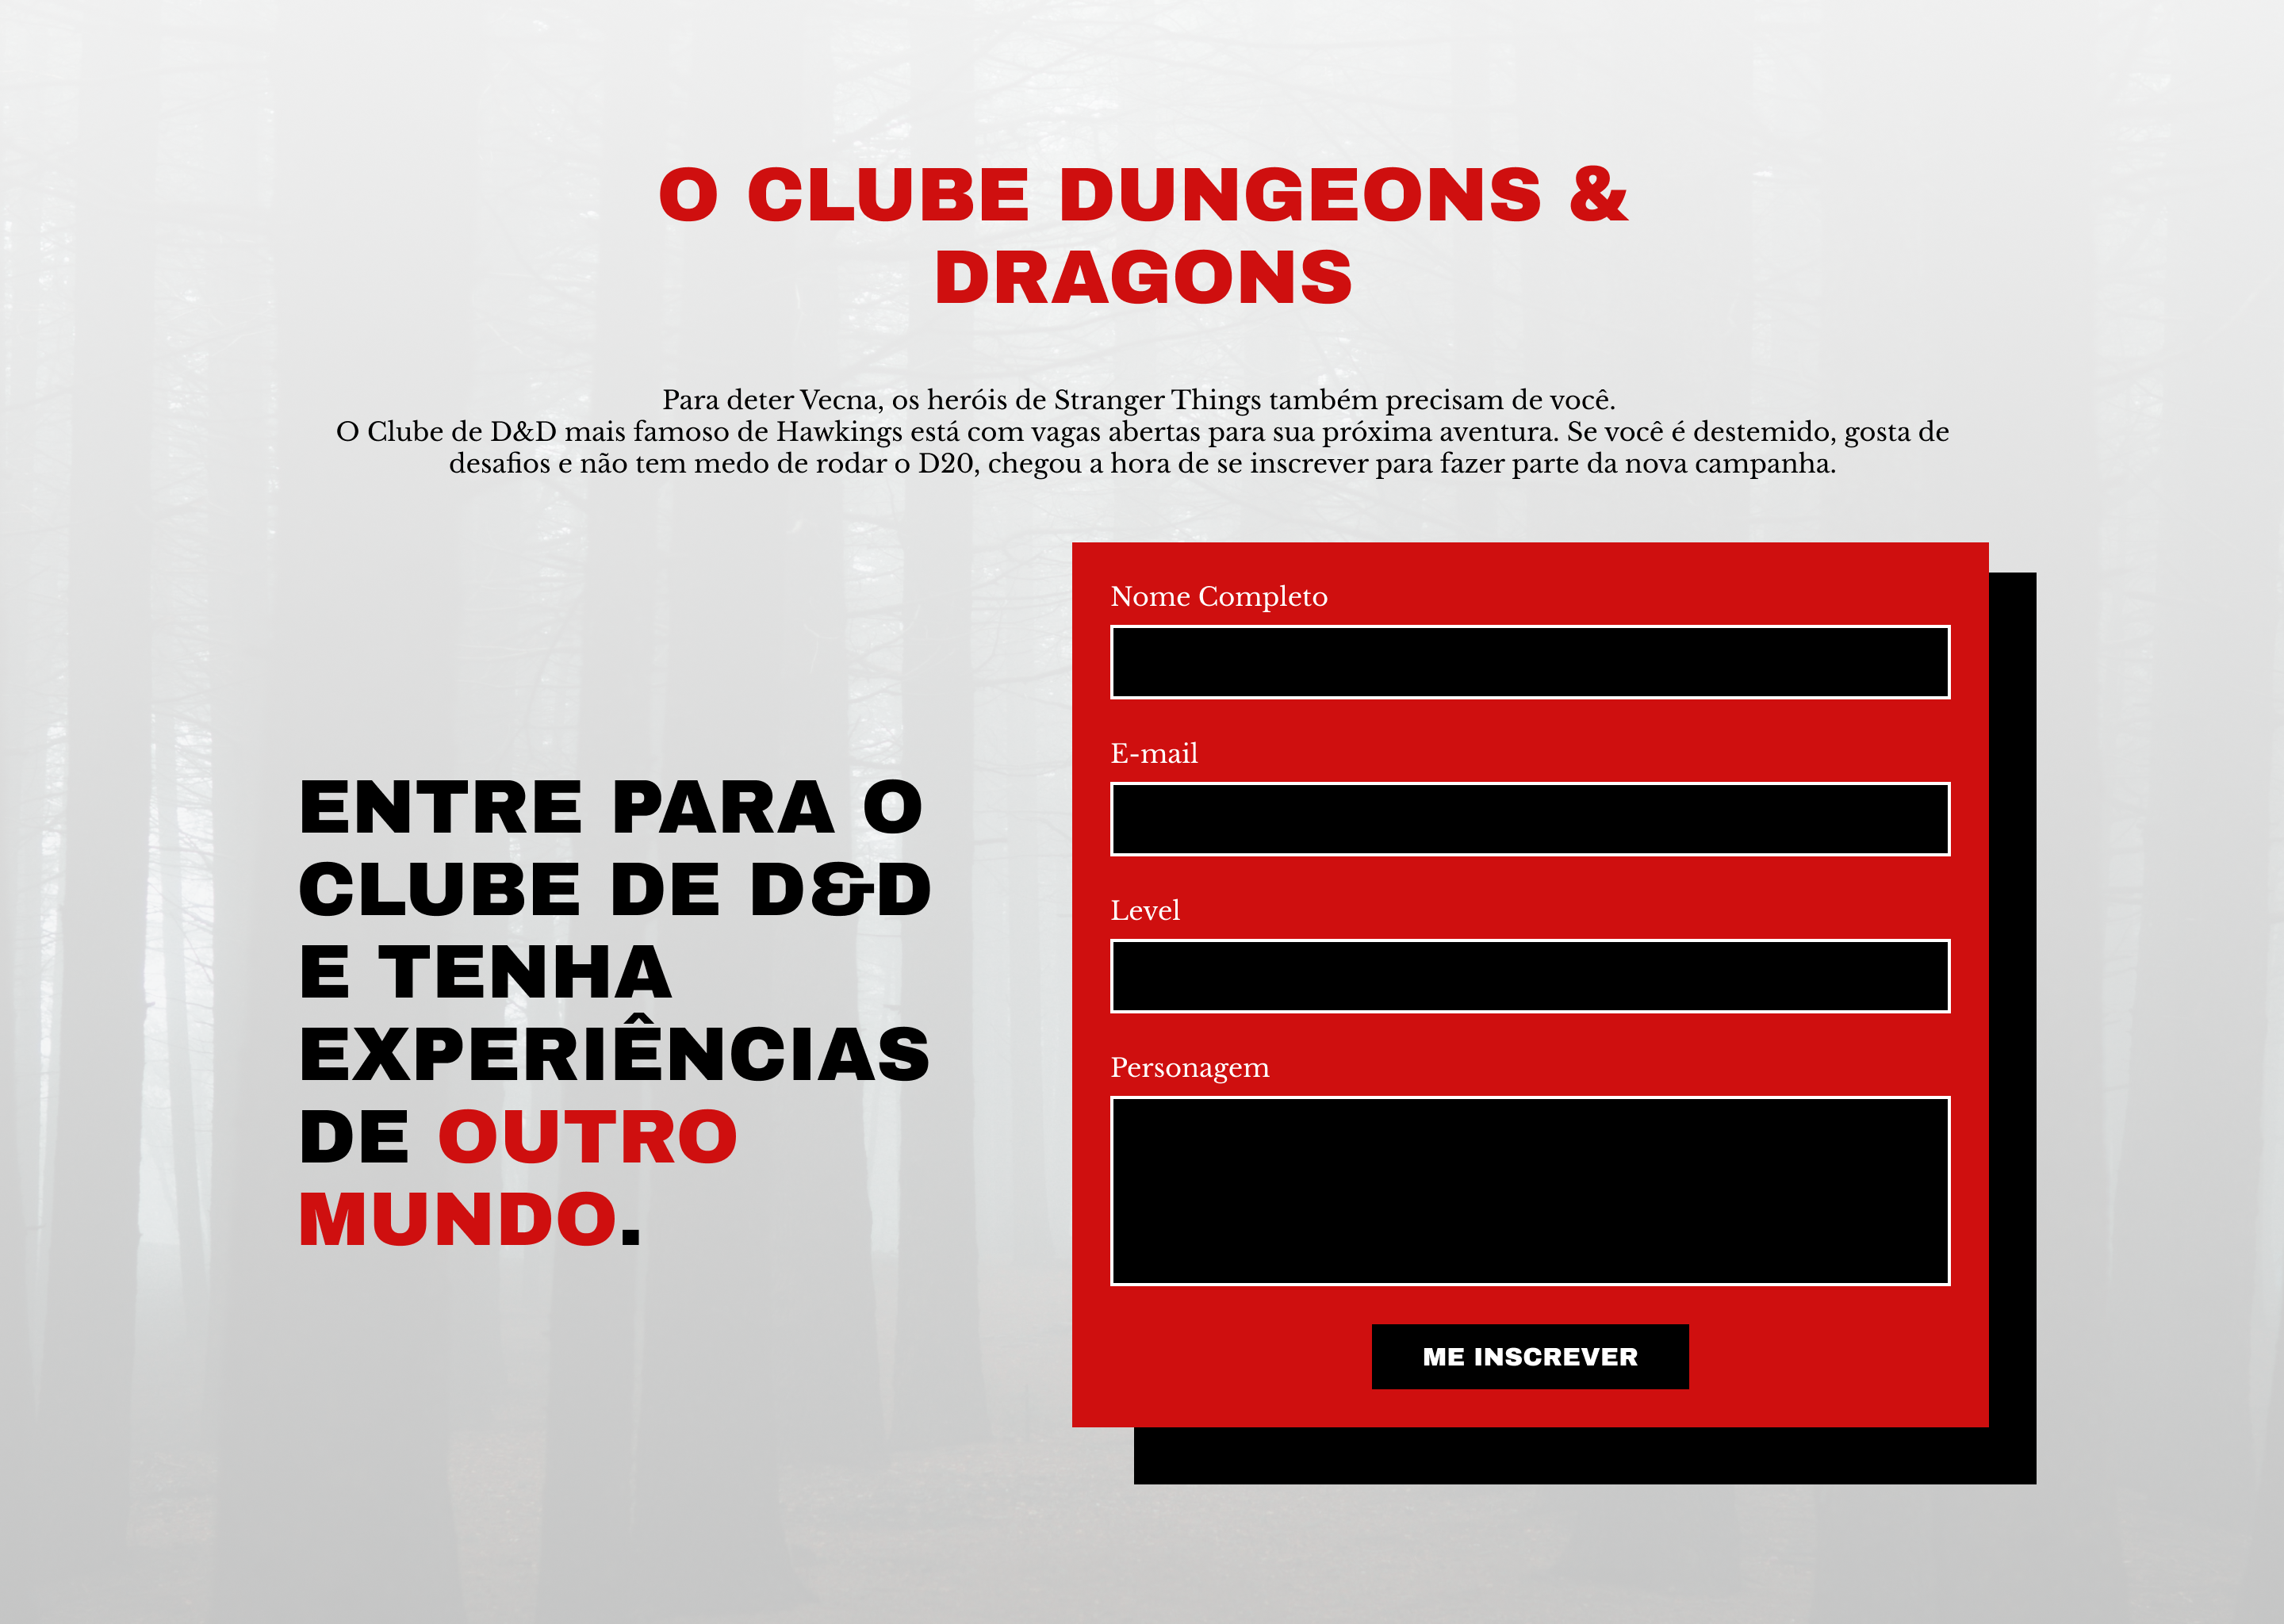 O CLUBE DUNGEONS &
DRAGONS
Para deter Vecna, os heróis de Stranger Things também precisam de você.
O Clube de D&D mais famoso de Hawkings está com vagas abertas para sua próxima aventura. Se você é destemido, gosta de
desafios e não tem medo de rodar o D20, chegou a hora de se inscrever para fazer parte da nova campanha.
ENTRE PARA O
CLUBE DE D&D
E TENHA
EXPERIÊNCIAS
DE OUTRO
MUNDO.
Nome Completo
E-mail
Level
Personagem
ME INSCREVER